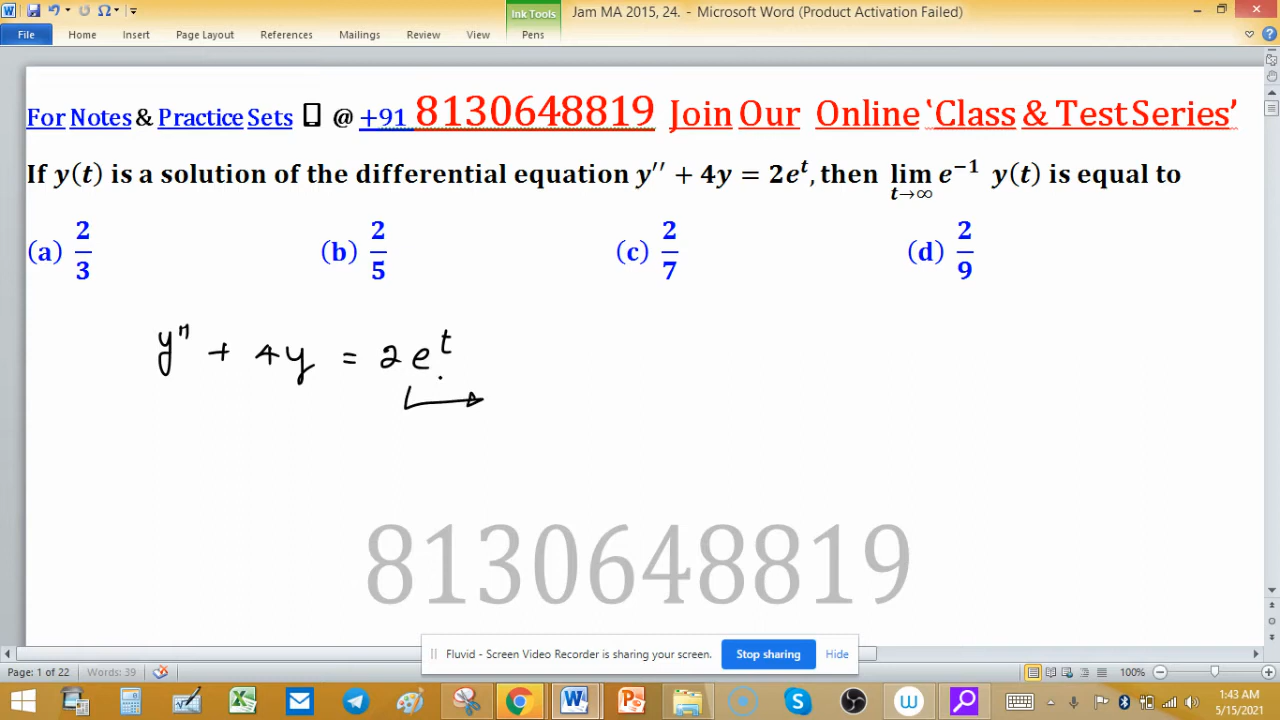 Ink Tools
Jam MA 2015, 24. - Microsoft Word (Product Activation Failed)
File Home Insert Page Layout References Mailings Review View Pens
For Notes & Practice Sets @ +91 8130648819 Join Our Online ‛Class & Test Series’
If y(t) is a solution of the differential equation y′′ + 4y = 2eᵗ, then lim t→∞ e⁻¹ y(t) is equal to
(a) 2/3 (b) 2/5 (c) 2/7 (d) 2/9
y" + 4y = 2eᵗ
8130648819
Fluvid - Screen Video Recorder is sharing your screen. Stop sharing Hide
Page: 1 of 22 Words: 39 100%
1:43 AM
5/15/2021